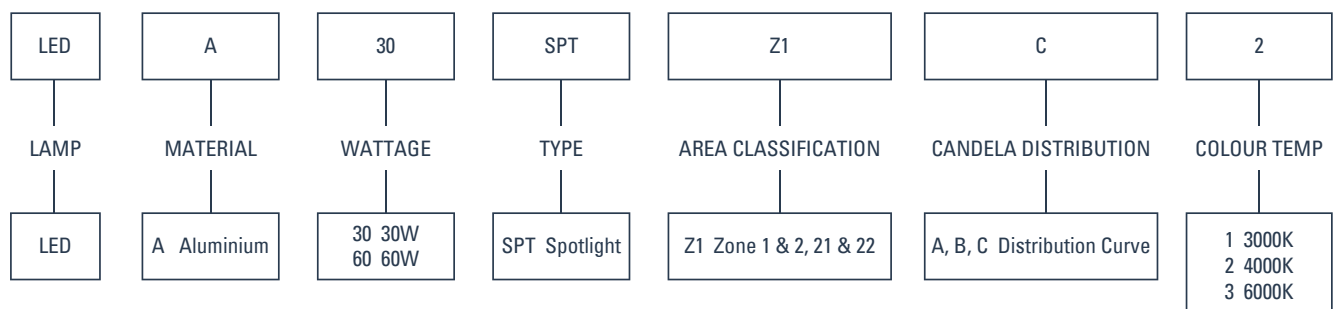 LED A 30 SPT Z1 C 2
LAMP MATERIAL WATTAGE TYPE AREA CLASSIFICATION CANDELA DISTRIBUTION COLOUR TEMP
LED
A Aluminium
30 30W
60 60W
SPT Spotlight
Z1 Zone 1 & 2, 21 & 22
A, B, C Distribution Curve
1 3000K
2 4000K
3 6000K